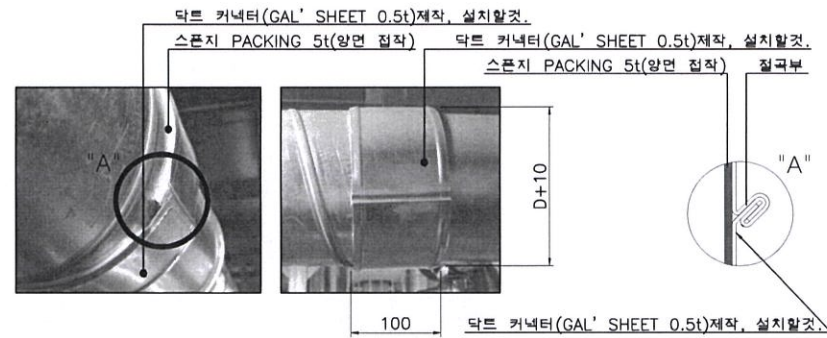 닥트 커넥터(GAL' SHEET 0.5t)제작, 설치할것.
스폰지 PACKING 5t(양면 접착)
닥트 커넥터(GAL' SHEET 0.5t)제작, 설치할것.
스폰지 PACKING 5t(양면 접착)
절곡부
"A"
"A"
D+10
100
닥트 커넥터(GAL' SHEET 0.5t)제작, 설치할것.